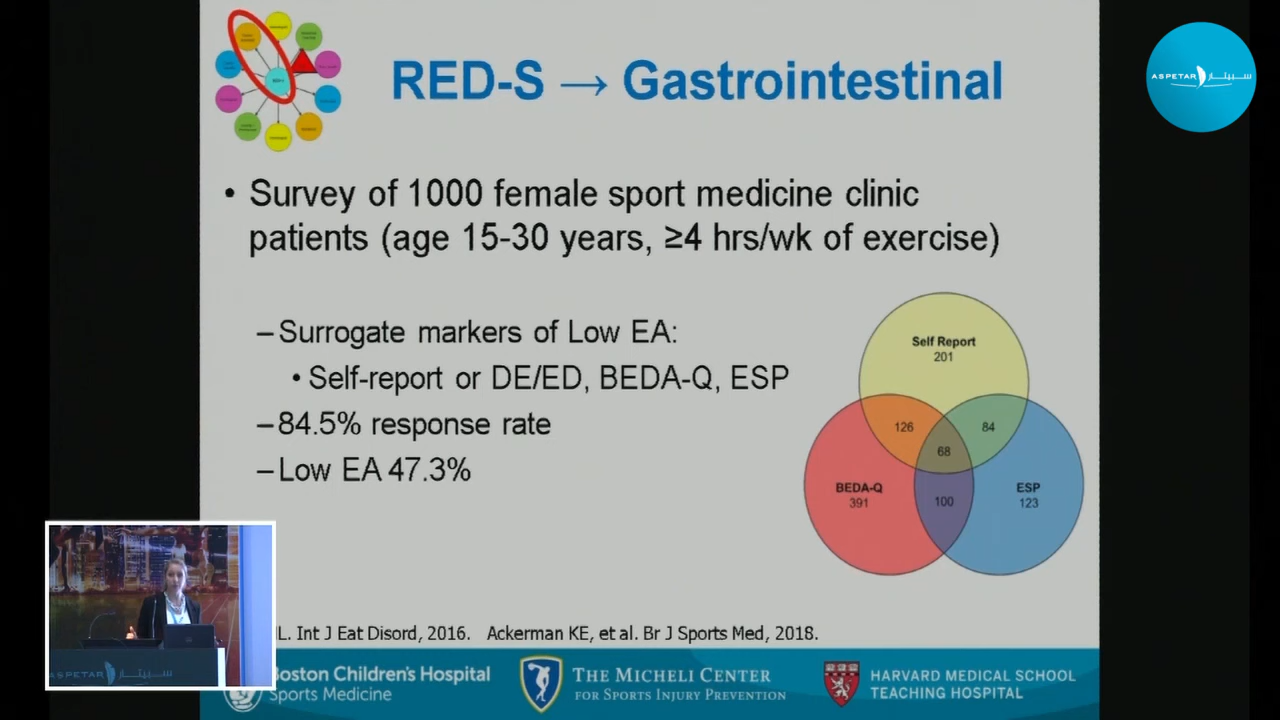 RED-S → Gastrointestinal
ASPETAR سبيتار
• Survey of 1000 female sport medicine clinic
patients (age 15-30 years, ≥4 hrs/wk of exercise)
–Surrogate markers of Low EA:
• Self-report or DE/ED, BEDA-Q, ESP
–84.5% response rate
–Low EA 47.3%
Self Report
201
126
84
68
BEDA-Q
391
100
ESP
123
L. Int J Eat Disord, 2016. Ackerman KE, et al. Br J Sports Med, 2018.
ASPETAR سبيتار
Boston Children's Hospital
Sports Medicine
THE MICHELI CENTER
FOR SPORTS INJURY PREVENTION
HARVARD MEDICAL SCHOOL
TEACHING HOSPITAL